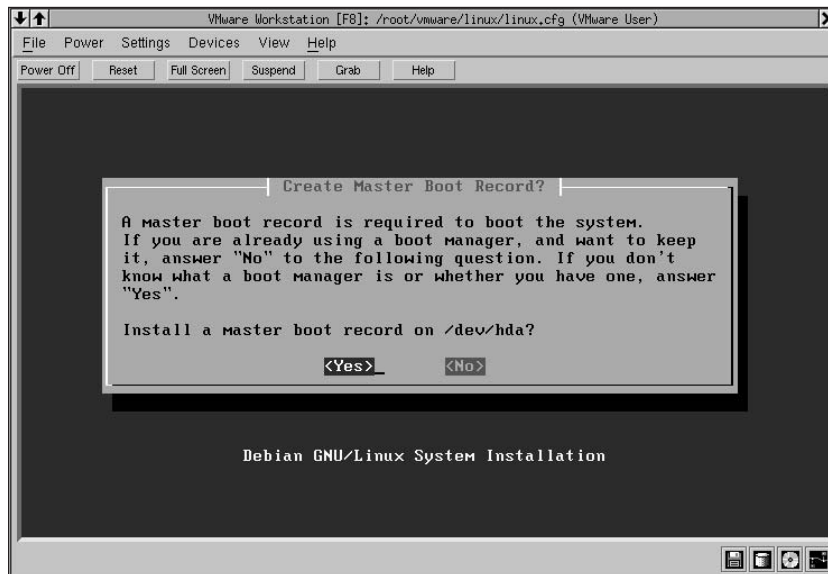 VMware Workstation [F8]: /root/vmware/linux/linux.cfg (VMware User)
File Power Settings Devices View Help
Power Off Reset Full Screen Suspend Grab Help
Create Master Boot Record?
A master boot record is required to boot the system.
If you are already using a boot manager, and want to keep
it, answer "No" to the following question. If you don't
know what a boot manager is or whether you have one, answer
"Yes".
Install a master boot record on /dev/hda?
<Yes>_ <No>
Debian GNU/Linux System Installation